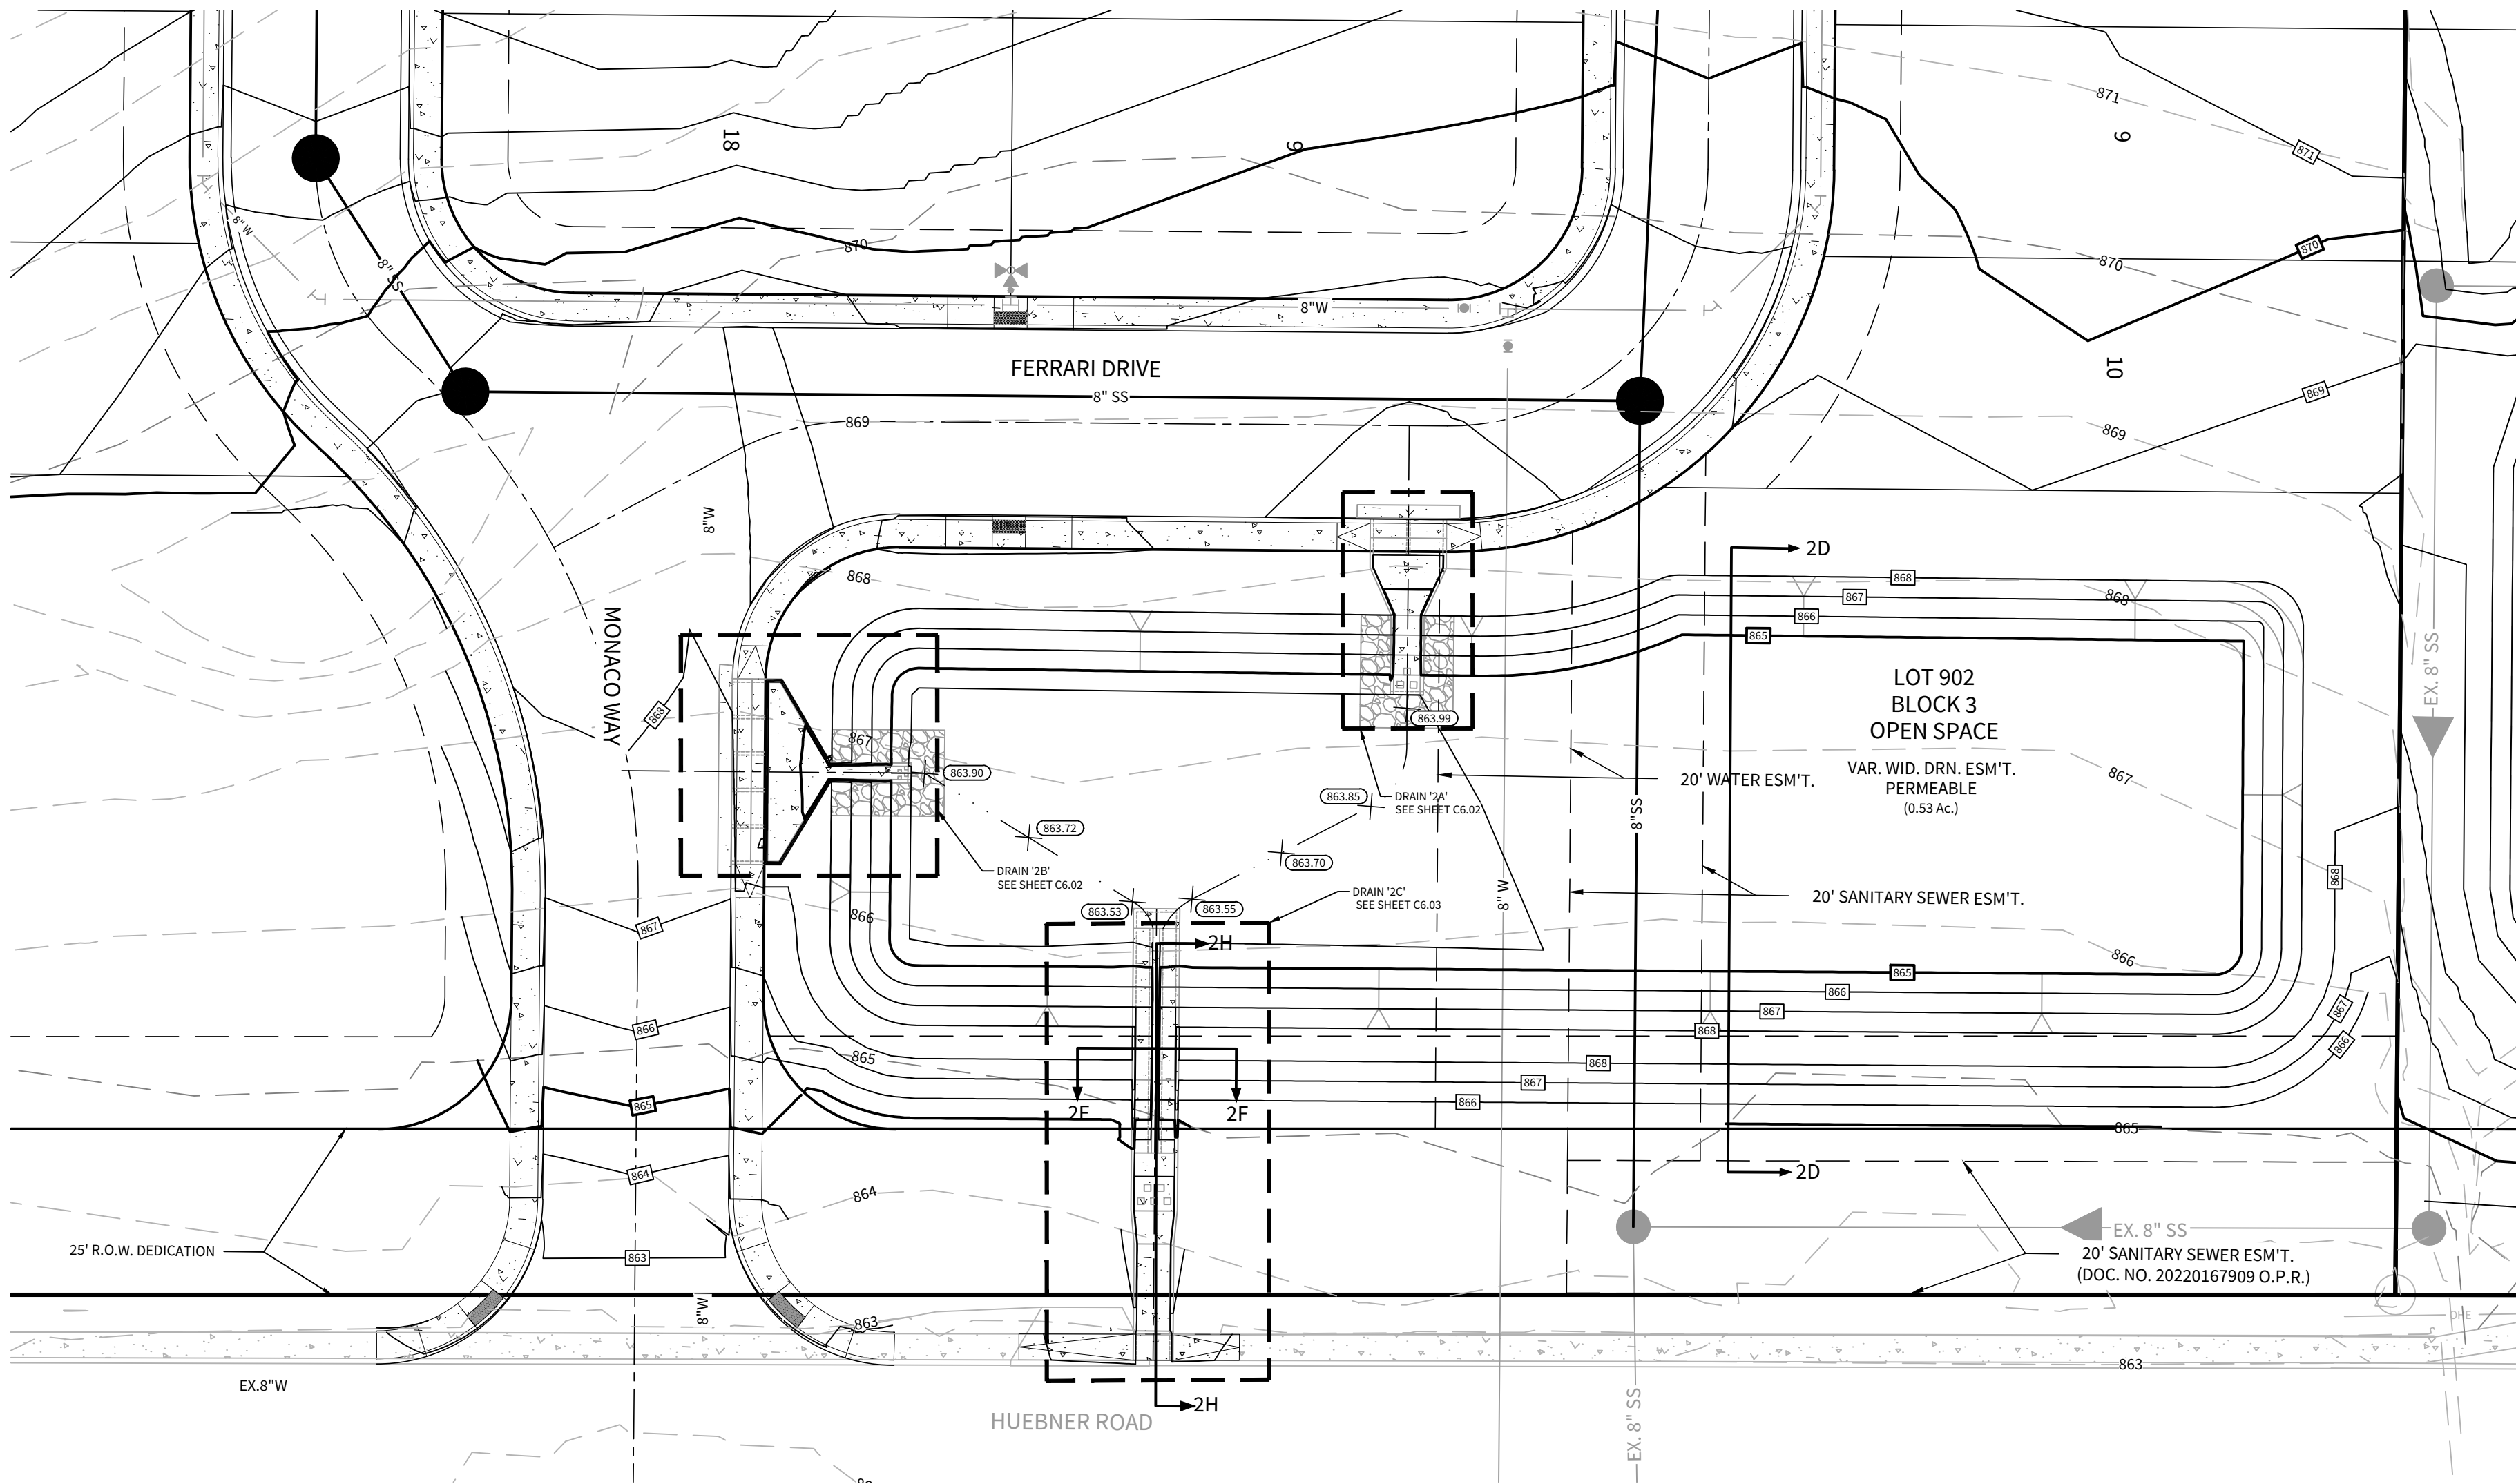 871
18
9
9
871
8"W
870
870
870
8" SS
8"W
FERRARI DRIVE
10
8" SS
869
869
869
8"W
2D
868
868
868
867
866
865
MONACO WAY
EX. 8" SS
LOT 902
BLOCK 3
OPEN SPACE
868
863.99
867
863.90
20' WATER ESM'T.
VAR. WID. DRN. ESM'T.
PERMEABLE
(0.53 Ac.)
867
863.85
DRAIN '2A'
SEE SHEET C6.02
8"SS
863.72
863.70
DRAIN '2B'
SEE SHEET C6.02
868
DRAIN '2C'
SEE SHEET C6.03
8" W
20' SANITARY SEWER ESM'T.
863.53
863.55
866
867
2H
866
865
866
867
867
866
868
866
865
868
867
866
865
2F
2F
865
864
2D
864
25' R.O.W. DEDICATION
863
EX. 8" SS
20' SANITARY SEWER ESM'T.
(DOC. NO. 20220167909 O.P.R.)
8"W
863
OHE
863
EX.8"W
2H
HUEBNER ROAD
EX. 8" SS